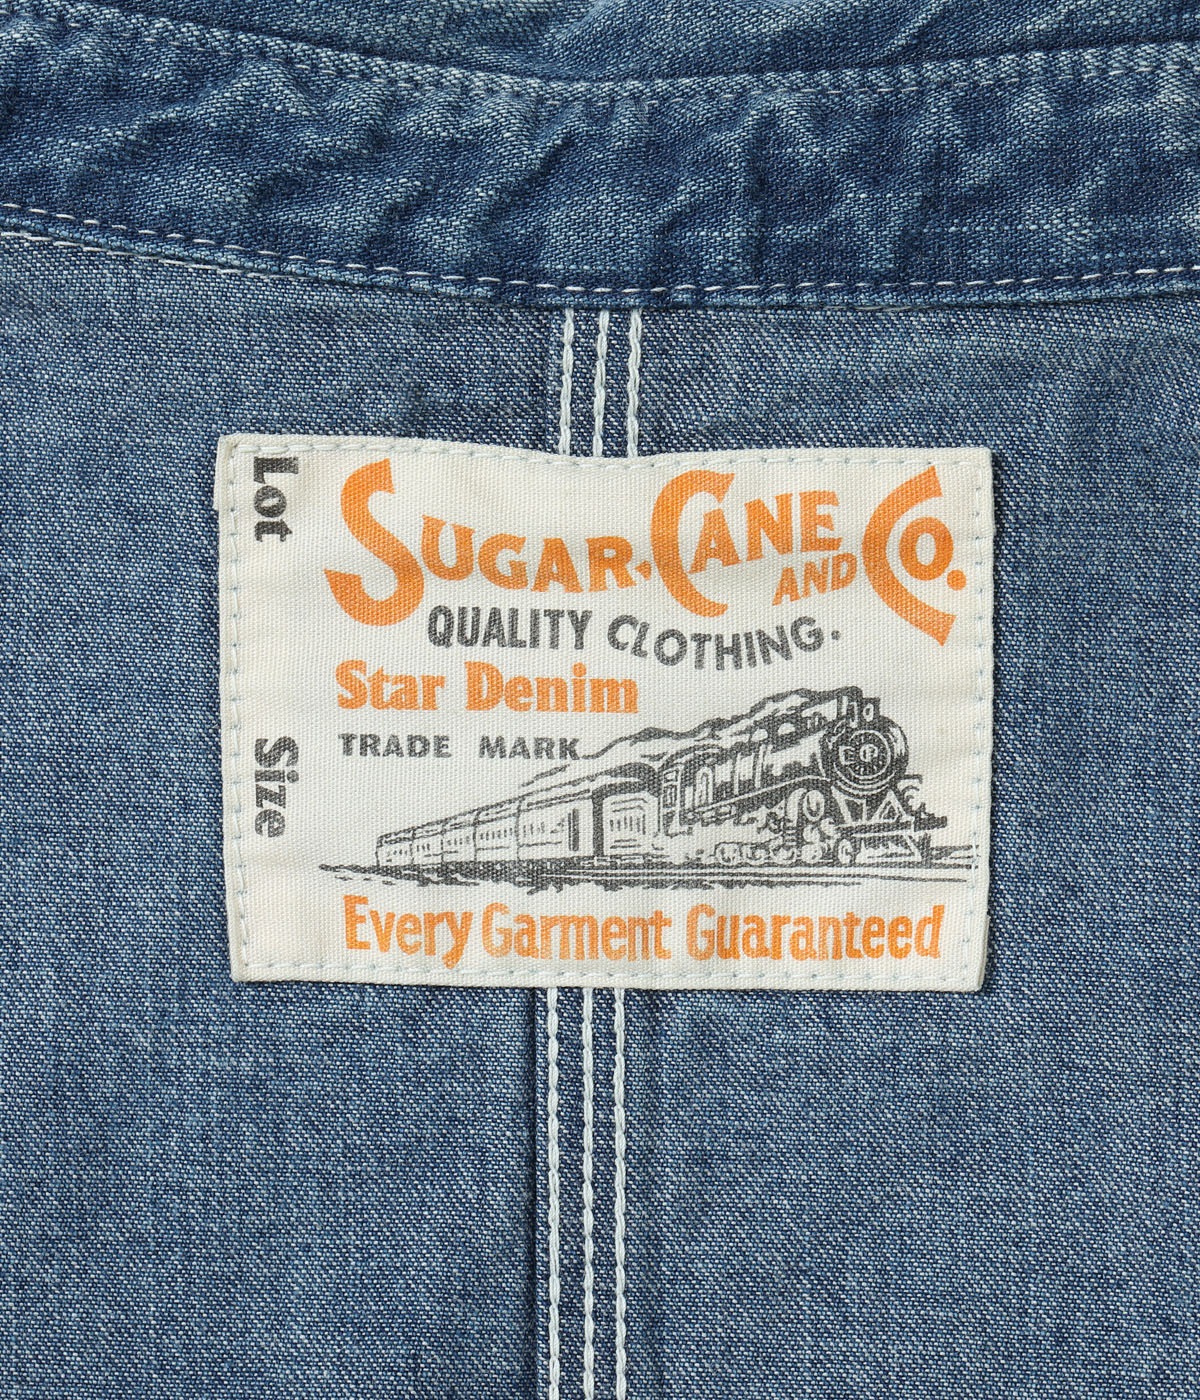 Lot
Size
SUGAR-CANE AND CO.
QUALITY CLOTHING.
Star Denim
TRADE MARK
Every Garment Guaranteed